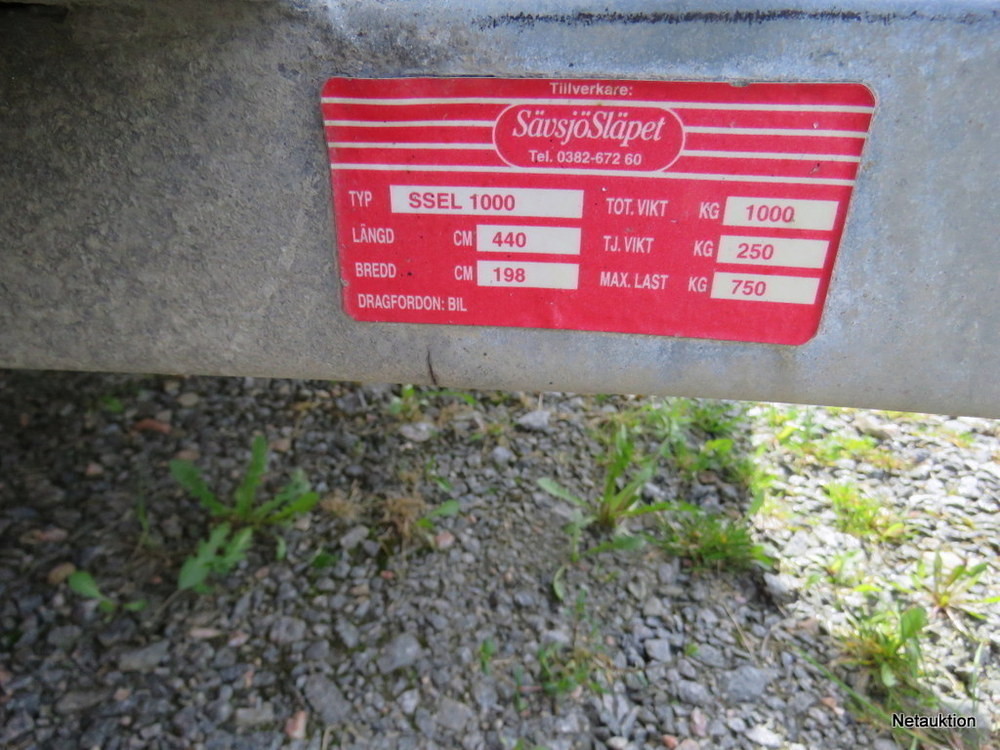 Tillverkare:
SävsjöSläpet
Tel. 0382-672 60
TYP SSEL 1000 TOT. VIKT KG 1000
LÄNGD CM 440 TJ. VIKT KG 250
BREDD CM 198 MAX. LAST KG 750
DRAGFORDON: BIL
Netauktion